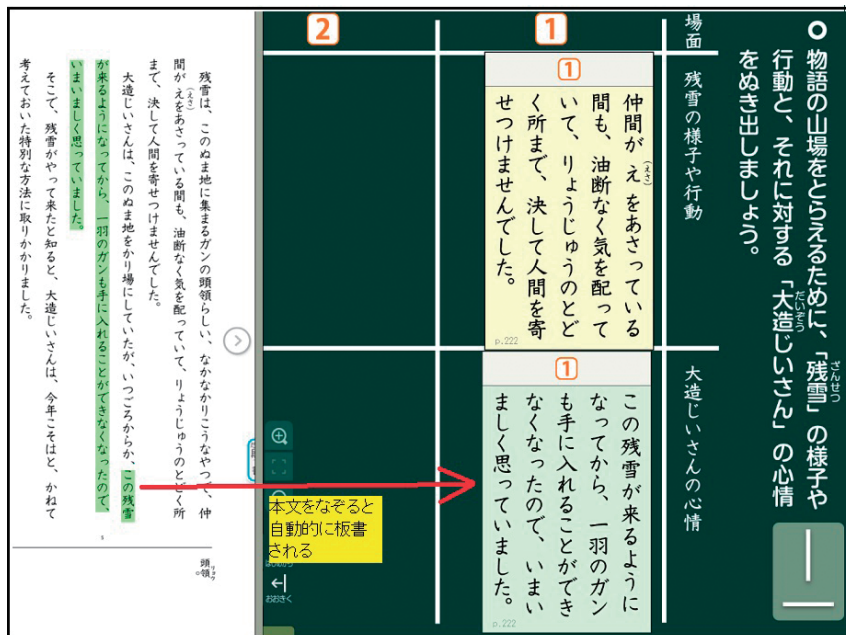 ○ 物語の山場をとらえるために、「残雪」の様子や
ざんせつ
行動と、それに対する「大造じいさん」の心情
だいぞう
をぬき出しましょう。
場面
残雪の様子や行動
大造じいさんの心情
1
1
仲間が えをあさっている
(えさ)
間も、油断なく気を配って
いて、りょうじゅうのとど
く所まで、決して人間を寄
せつけませんでした。
p.222
1
この残雪が来るように
なってから、一羽のガン
も手に入れることができ
なくなったので、いまい
ましく思っていました。
p.222
2
本文をなぞると
自動的に板書
される
おおきく
頭領。
リョウ
残雪は、このぬま地に集まるガンの頭領らしい、なかなかりこうなやつで、仲
間が えをあさっている間も、油断なく気を配っていて、りょうじゅうのとどく所
(えさ)
まで、決して人間を寄せつけませんでした。
大造じいさんは、このぬま地をかり場にしていたが、いつごろからか、この残雪
が来るようになってから、一羽のガンも手に入れることができなくなったので、
いまいましく思っていました。
そこで、残雪がやって来たと知ると、大造じいさんは、今年こそはと、かねて
考えておいた特別な方法に取りかかりました。